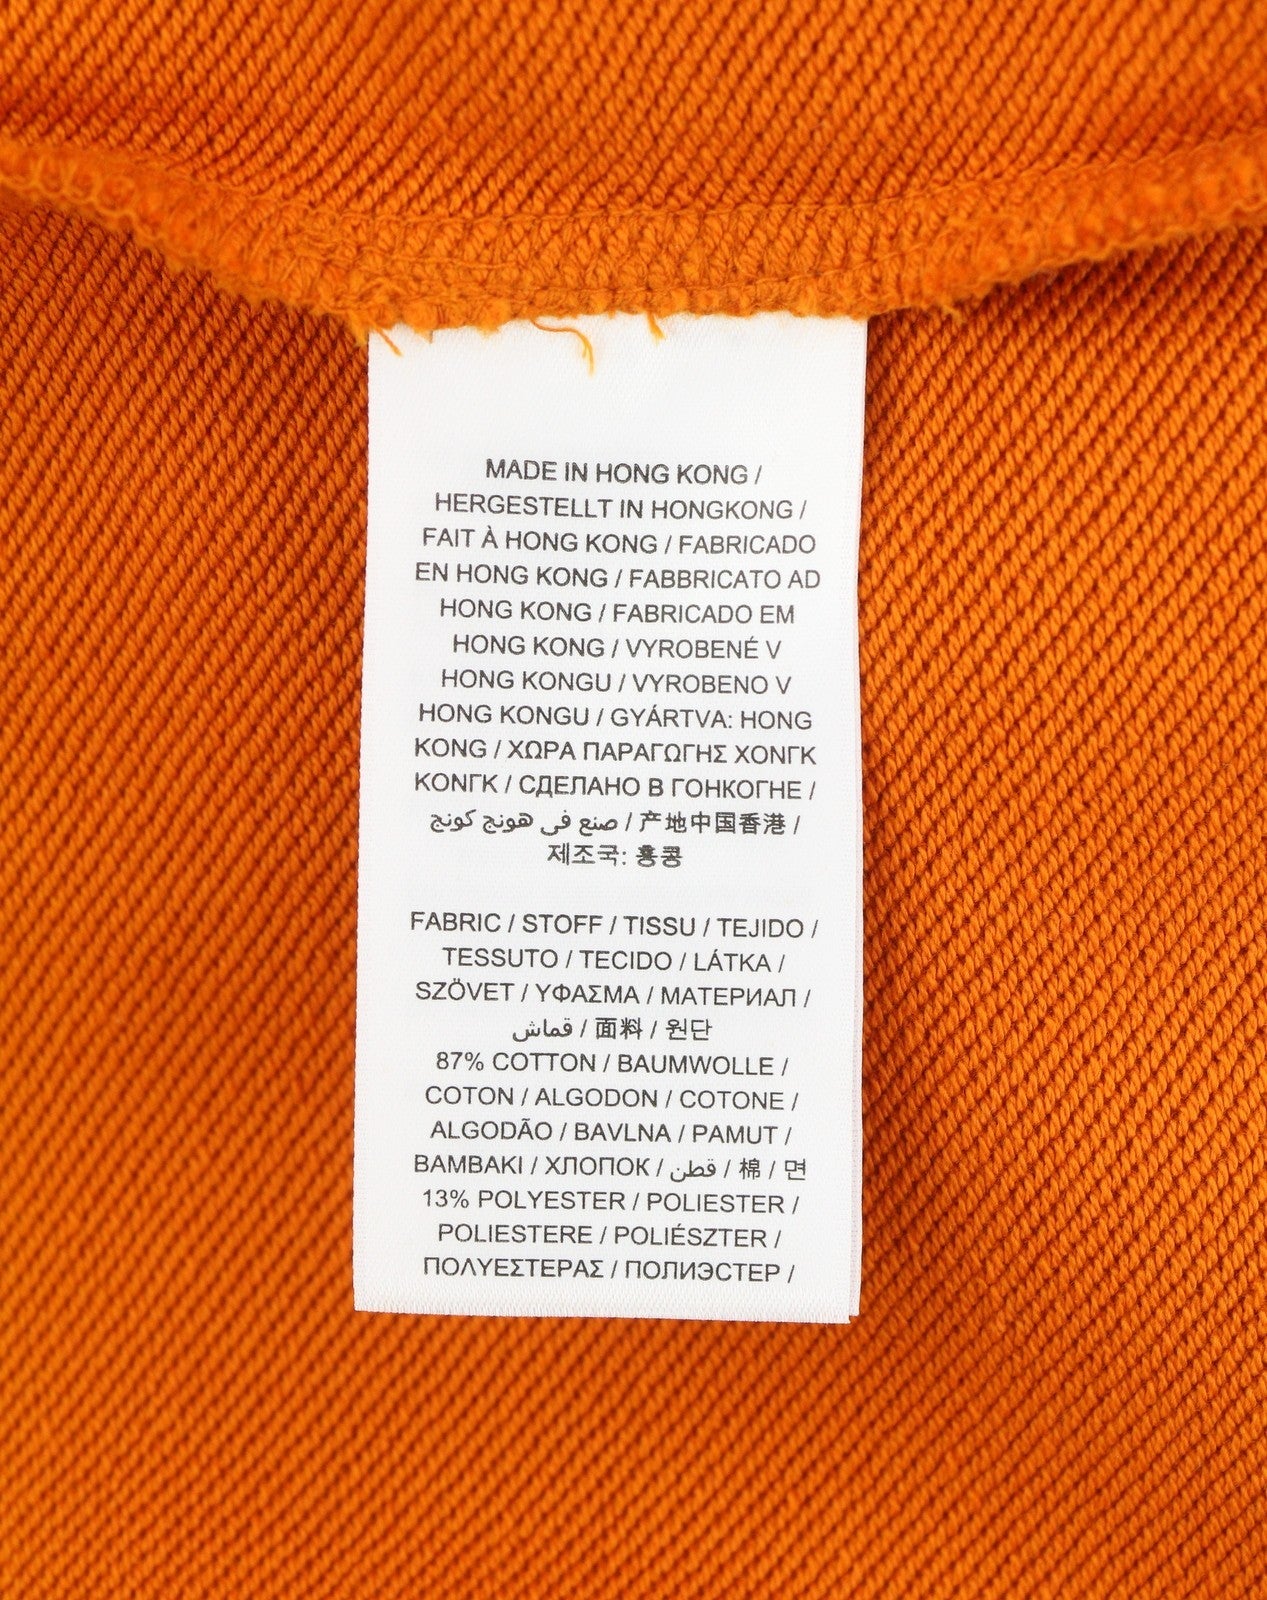 MADE IN HONG KONG /
HERGESTELLT IN HONGKONG /
FAIT À HONG KONG / FABRICADO
EN HONG KONG / FABBRICATO AD
HONG KONG / FABRICADO EM
HONG KONG / VYROBENÉ V
HONG KONGU / VYROBENO V
HONG KONGU / GYÁRTVA: HONG
KONG / ΧΩΡΑ ΠΑΡΑΓΩΓΗΣ ΧΟΝΓΚ
ΚΟΝΓΚ / СДЕЛАНО В ГОНКОГНЕ /
صنع في هونج كونج / 产地中国香港 /
제조국: 홍콩
FABRIC / STOFF / TISSU / TEJIDO /
TESSUTO / TECIDO / LÁTKA /
SZÖVET / ΥΦΑΣΜΑ / МАТЕРИАЛ /
قماش / 面料 / 원단
87% COTTON / BAUMWOLLE /
COTON / ALGODON / COTONE /
ALGODÃO / BAVLNA / PAMUT /
ΒΑΜΒΑΚΙ / ХЛОПОК / قطن / 棉 / 면
13% POLYESTER / POLIESTER /
POLIESTERE / POLIÉSZTER /
ΠΟΛΥΕΣΤΕΡΑΣ / ПОЛИЭСТЕР /